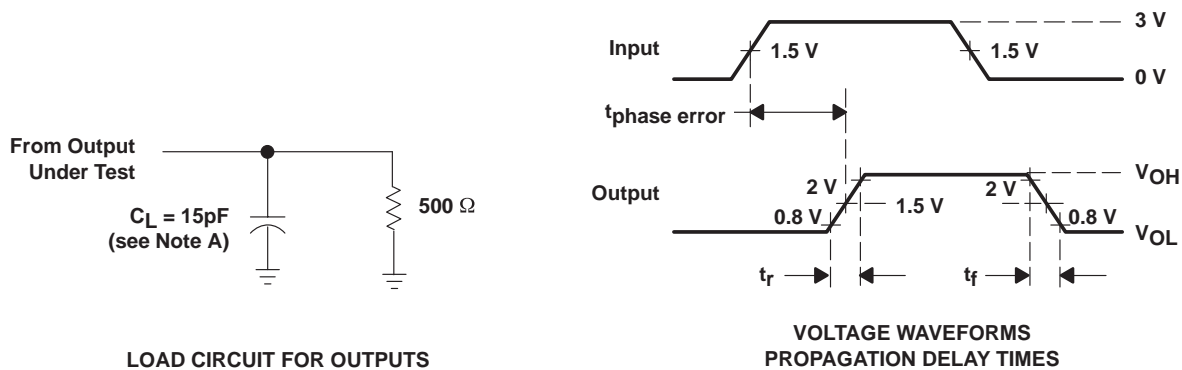 From Output
Under Test
CL = 15pF
(see Note A)
500 Ω
LOAD CIRCUIT FOR OUTPUTS
Input
1.5 V
1.5 V
3 V
0 V
tphase error
Output
2 V
0.8 V
1.5 V
2 V
0.8 V
VOH
VOL
tr
tf
VOLTAGE WAVEFORMS
PROPAGATION DELAY TIMES